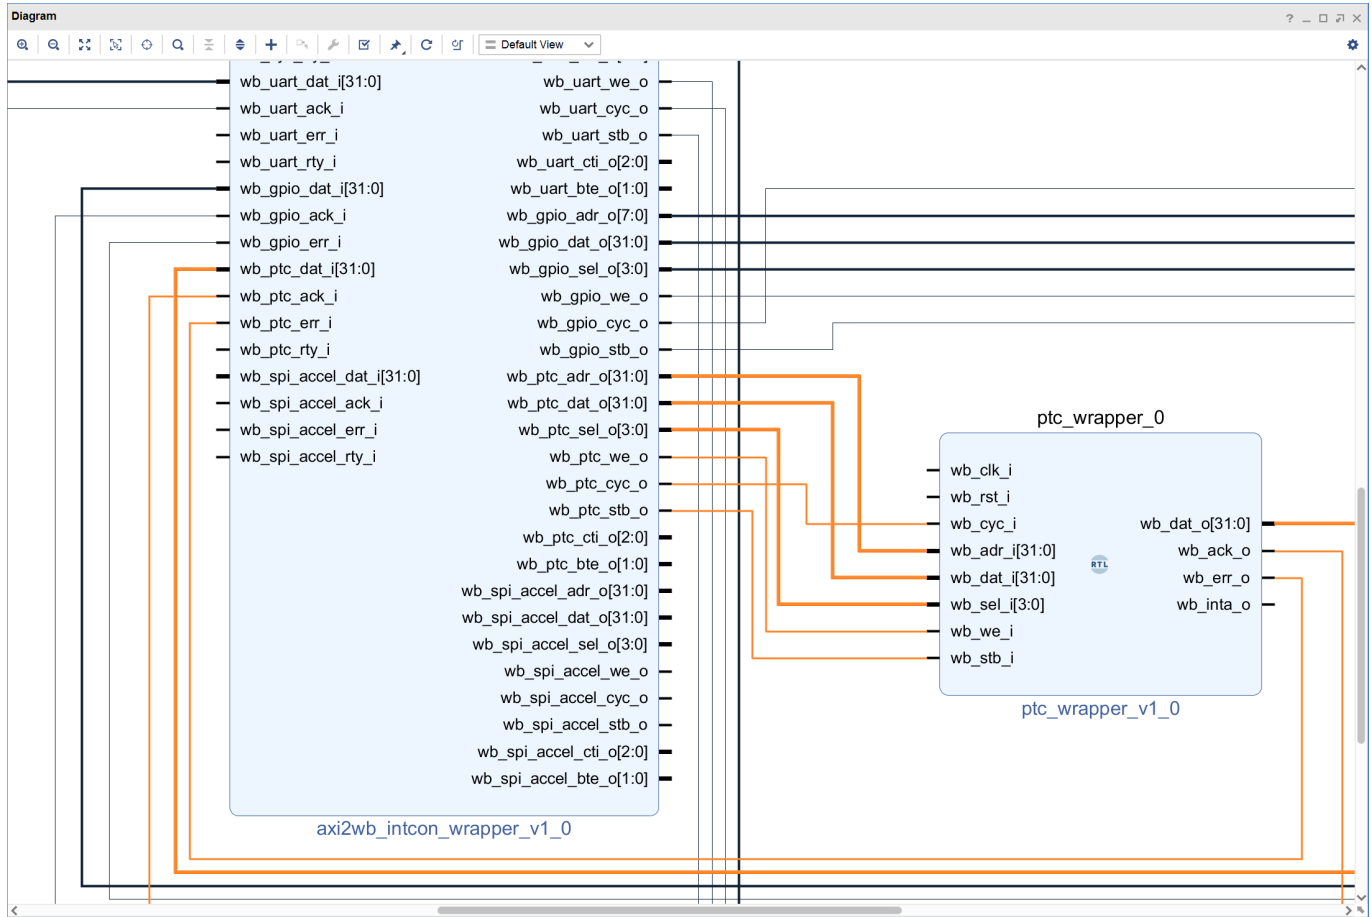 Diagram
Default View
wb_uart_dat_i[31:0]
wb_uart_ack_i
wb_uart_err_i
wb_uart_rty_i
wb_gpio_dat_i[31:0]
wb_gpio_ack_i
wb_gpio_err_i
wb_ptc_dat_i[31:0]
wb_ptc_ack_i
wb_ptc_err_i
wb_ptc_rty_i
wb_spi_accel_dat_i[31:0]
wb_spi_accel_ack_i
wb_spi_accel_err_i
wb_spi_accel_rty_i
wb_uart_we_o
wb_uart_cyc_o
wb_uart_stb_o
wb_uart_cti_o[2:0]
wb_uart_bte_o[1:0]
wb_gpio_adr_o[7:0]
wb_gpio_dat_o[31:0]
wb_gpio_sel_o[3:0]
wb_gpio_we_o
wb_gpio_cyc_o
wb_gpio_stb_o
wb_ptc_adr_o[31:0]
wb_ptc_dat_o[31:0]
wb_ptc_sel_o[3:0]
wb_ptc_we_o
wb_ptc_cyc_o
wb_ptc_stb_o
wb_ptc_cti_o[2:0]
wb_ptc_bte_o[1:0]
wb_spi_accel_adr_o[31:0]
wb_spi_accel_dat_o[31:0]
wb_spi_accel_sel_o[3:0]
wb_spi_accel_we_o
wb_spi_accel_cyc_o
wb_spi_accel_stb_o
wb_spi_accel_cti_o[2:0]
wb_spi_accel_bte_o[1:0]
axi2wb_intcon_wrapper_v1_0
ptc_wrapper_0
wb_clk_i
wb_rst_i
wb_cyc_i
wb_adr_i[31:0]
wb_dat_i[31:0]
wb_sel_i[3:0]
wb_we_i
wb_stb_i
RTL
wb_dat_o[31:0]
wb_ack_o
wb_err_o
wb_inta_o
ptc_wrapper_v1_0